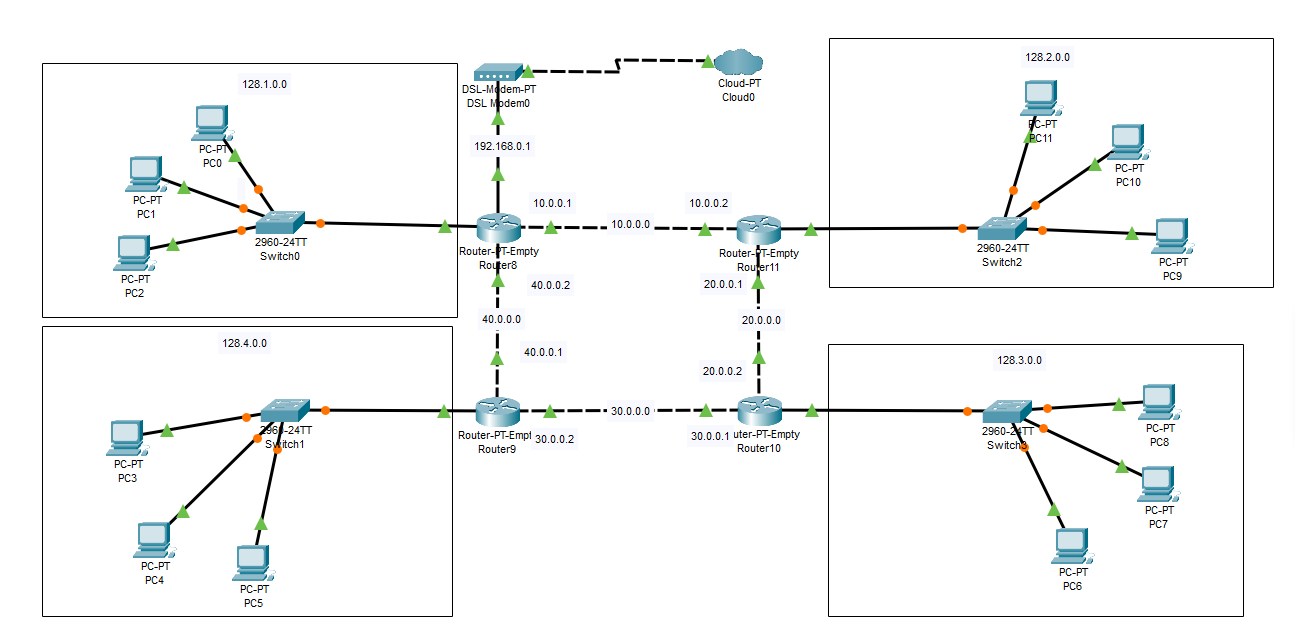 128.1.0.0
PC-PT
PC0
PC-PT
PC1
PC-PT
PC2
2960-24TT
Switch0
DSL-Modem-PT
DSL Modem0
Cloud-PT
Cloud0
192.168.0.1
10.0.0.1
10.0.0.0
10.0.0.2
Router-PT-Empty
Router8
Router-PT-Empty
Router11
40.0.0.2
40.0.0.0
40.0.0.1
20.0.0.1
20.0.0.0
20.0.0.2
128.2.0.0
PC-PT
PC11
PC-PT
PC10
PC-PT
PC9
2960-24TT
Switch2
128.4.0.0
2960-24TT
Switch1
PC-PT
PC3
PC-PT
PC4
PC-PT
PC5
Router-PT-Empt
Router9
30.0.0.2
30.0.0.0
30.0.0.1
uter-PT-Empty
Router10
128.3.0.0
2960-24TT
Switch3
PC-PT
PC8
PC-PT
PC7
PC-PT
PC6